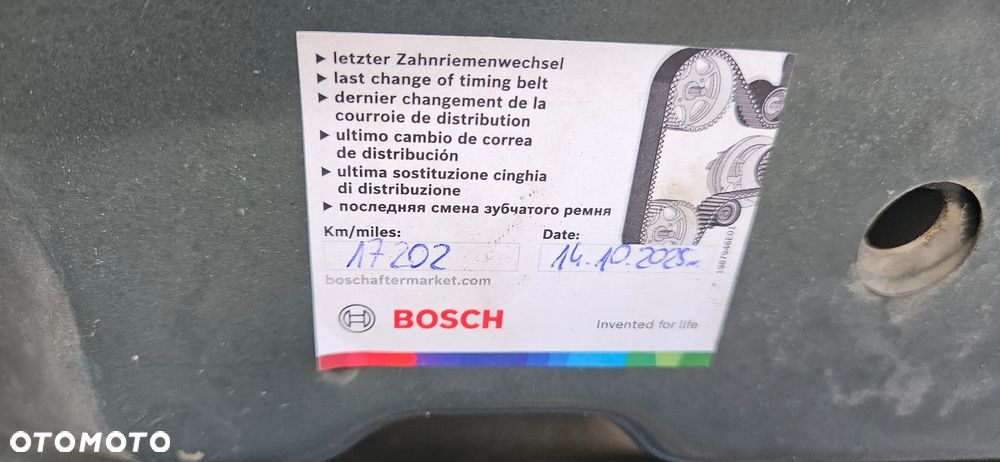 ▶ letzter Zahnriemenwechsel
▶ last change of timing belt
▶ dernier changement de la
courroie de distribution
▶ ultimo cambio de correa
de distribución
▶ ultima sostituzione cinghia
di distribuzione
▶ последняя смена зубчатого ремня
Km/miles: Date:
17202 14.10.2025r.
boschaftermarket.com
1987946E01
BOSCH
Invented for life
OTOMOTO